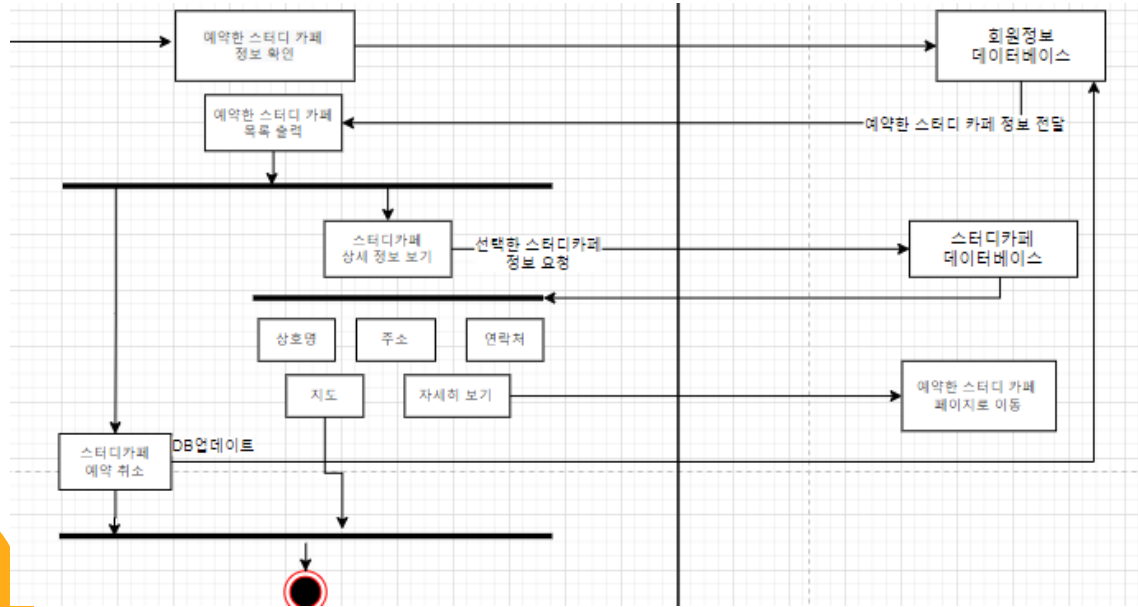 예약한 스터디 카페
정보 확인
회원정보
데이터베이스
예약한 스터디 카페
목록 출력
예약한 스터디 카페 정보 전달
스터디카페
상세 정보 보기
선택한 스터디카페
정보 요청
스터디카페
데이터베이스
상호명
주소
연락처
지도
자세히 보기
예약한 스터디 카페
페이지로 이동
스터디카페
예약 취소
DB업데이트